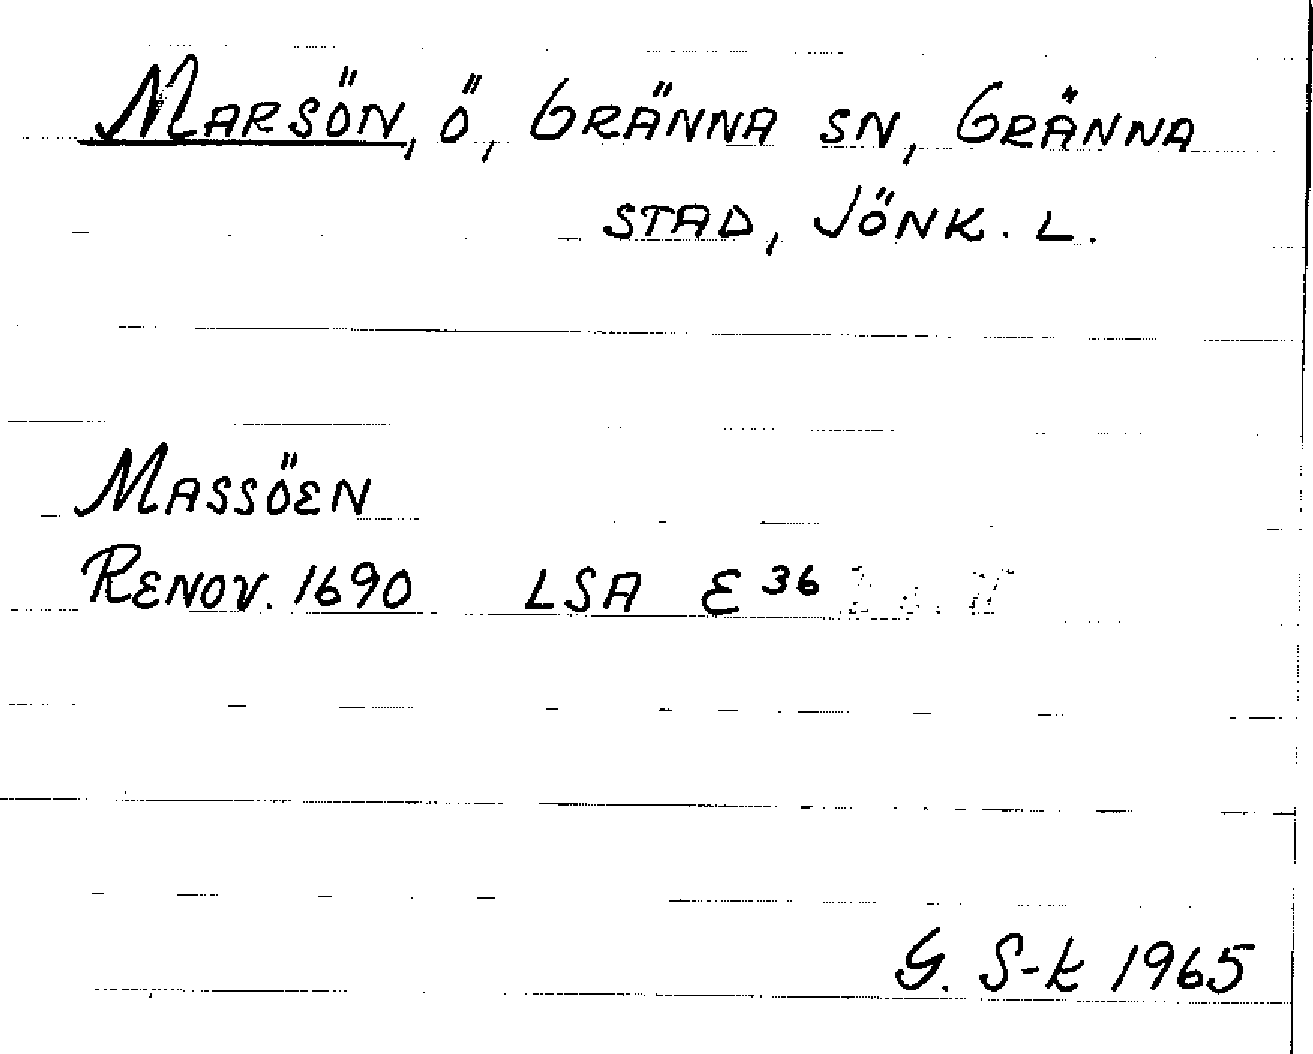 MARSÖN, Ö, GRÄNNA SN, GRÄNNA
STAD, JÖNK. L.
MASSÖEN
RENOV. 1690 LSA E 36
G. S-k 1965